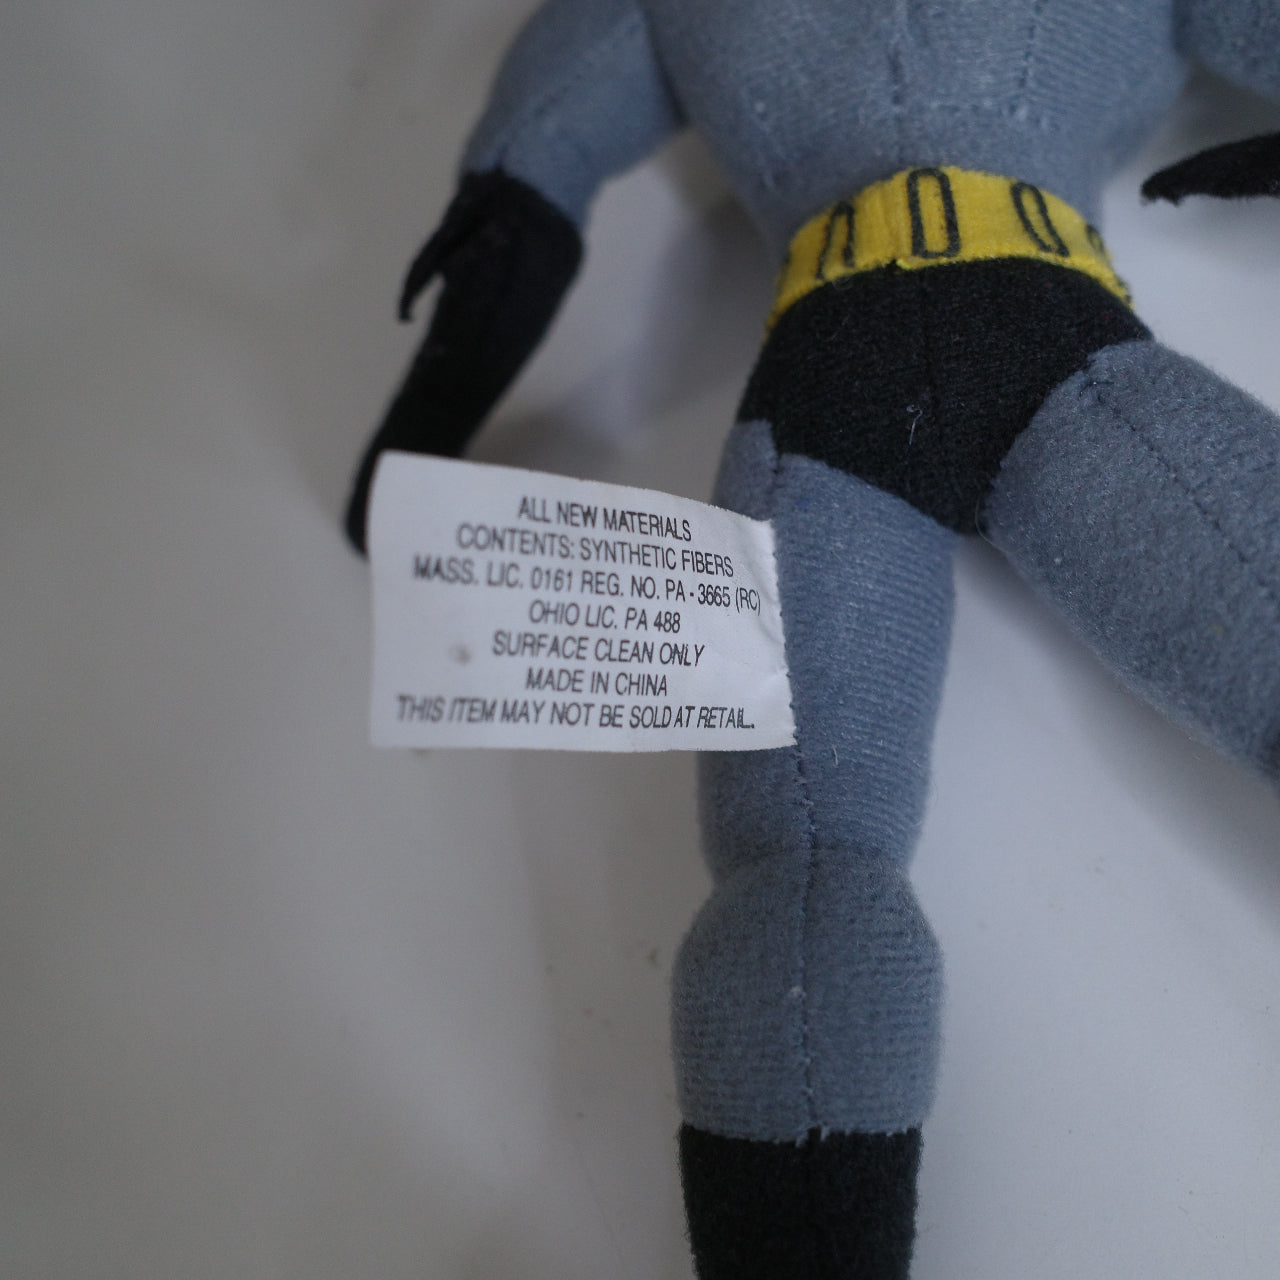 ALL NEW MATERIALS
CONTENTS: SYNTHETIC FIBERS
MASS. LIC. 0161 REG. NO. PA - 3665 (RC)
OHIO LIC. PA 488
SURFACE CLEAN ONLY
MADE IN CHINA
THIS ITEM MAY NOT BE SOLD AT RETAIL.